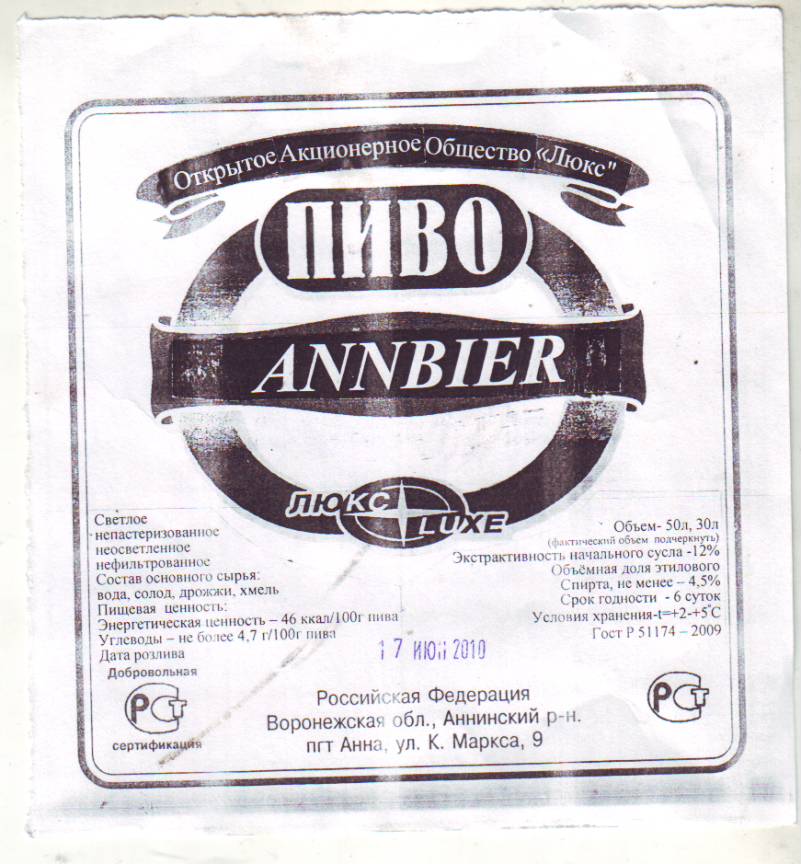 Открытое Акционерное Общество «Люкс"
ПИВО
ANNBIER
ЛЮКС
LUXE
Светлое
непастеризованное
неосветленное
нефильтрованное
Состав основного сырья:
вода, солод, дрожжи, хмель
Пищевая ценность:
Энергетическая ценность – 46 ккал/100г пива
Углеводы – не более 4,7 г/100г пива
Дата розлива
17 ИЮН 2010
Объем- 50л, 30л
(фактический объем подчеркнуть)
Экстрактивность начального сусла -12%
Объёмная доля этилового
Спирта, не менее – 4,5%
Срок годности - 6 суток
Условия хранения-t=+2-+5°С
Гост Р 51174 – 2009
Добровольная
РСТ
сертификация
РСТ
Российская Федерация
Воронежская обл., Аннинский р-н.
пгт Анна, ул. К. Маркса, 9